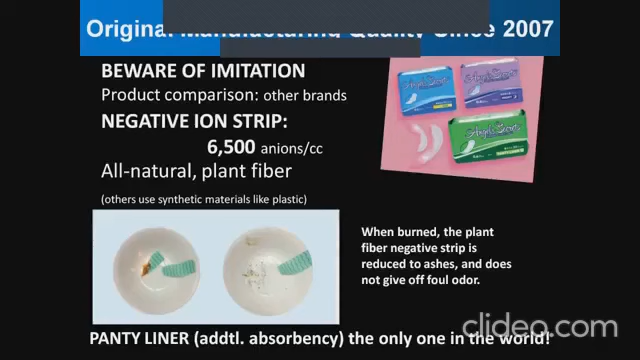 Original Manufacturing Quality Since 2007
BEWARE OF IMITATION
Product comparison: other brands
NEGATIVE ION STRIP:
6,500 anions/cc
All-natural, plant fiber
(others use synthetic materials like plastic)
When burned, the plant
fiber negative strip is
reduced to ashes, and does
not give off foul odor.
PANTY LINER (addtl. absorbency) the only one in the world!
clideo.com